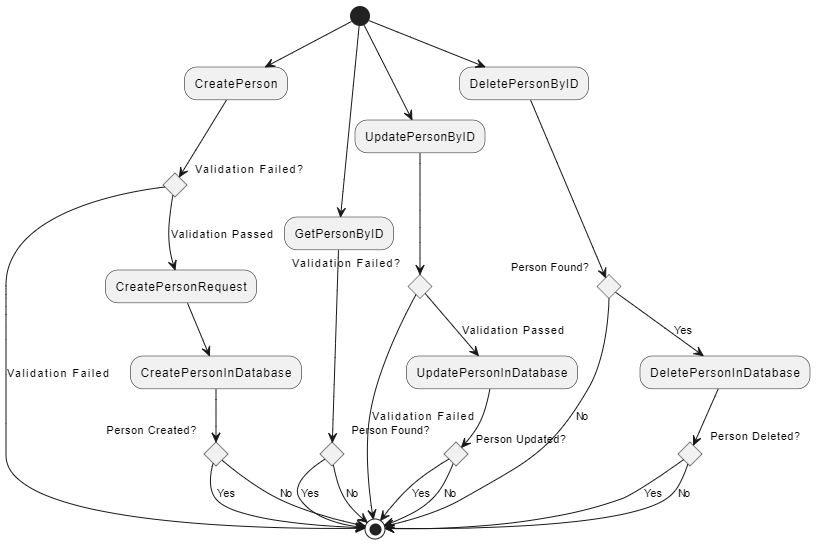 CreatePerson
DeletePersonByID
UpdatePersonByID
Validation Failed?
Validation Passed
GetPersonByID
Validation Failed?
Person Found?
CreatePersonRequest
Validation Passed
Yes
Validation Failed
CreatePersonInDatabase
UpdatePersonInDatabase
DeletePersonInDatabase
Validation Failed
No
Person Created?
Person Found?
Person Updated?
Person Deleted?
Yes
No
Yes
No
Yes
No
Yes
No